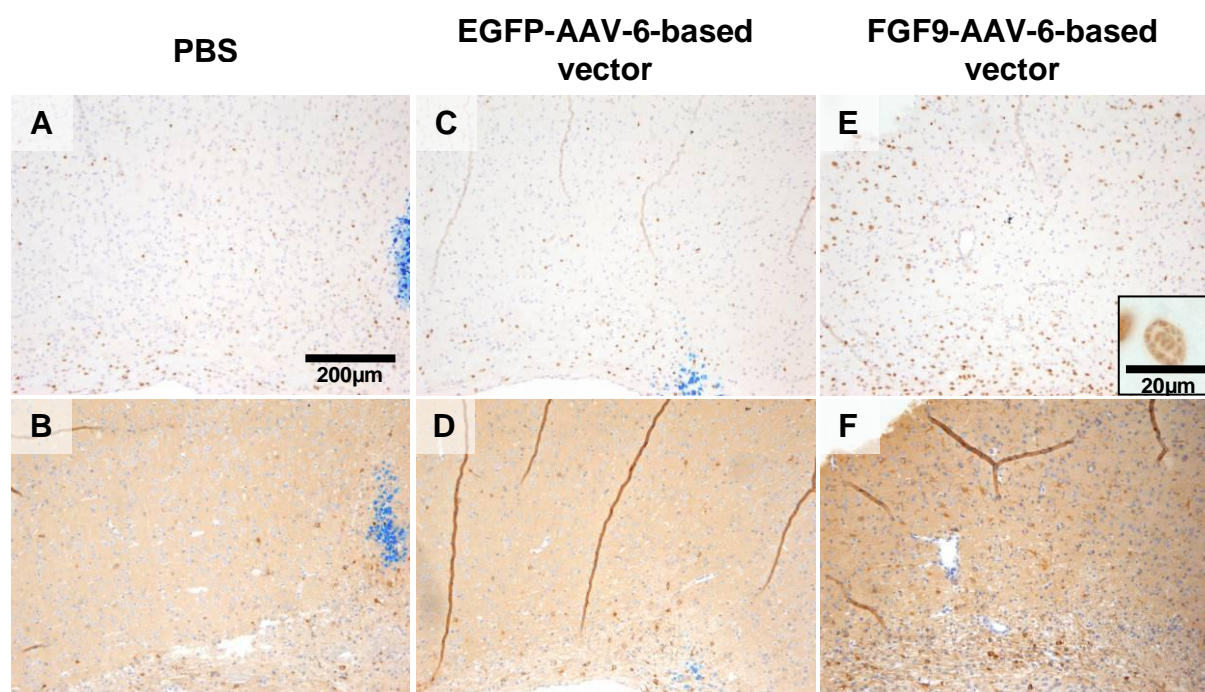 PBS
EGFP-AAV-6-based
vector
FGF9-AAV-6-based
vector
A
C
E
200µm
20µm
B
D
F